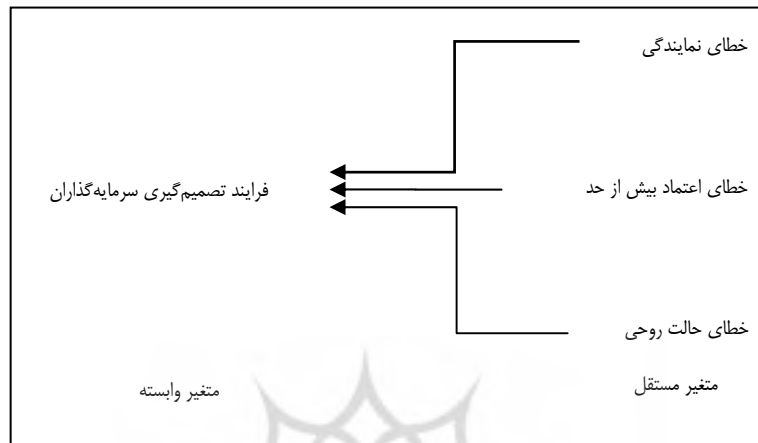 خطای نمایندگی
خطای اعتماد بیش از حد
فرایند تصمیم‌گیری سرمایه‌گذاران
خطای حالت روحی
متغیر مستقل
متغیر وابسته